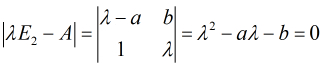 |λE₂ − A| = |λ − a b; 1 λ| = λ² − aλ − b = 0